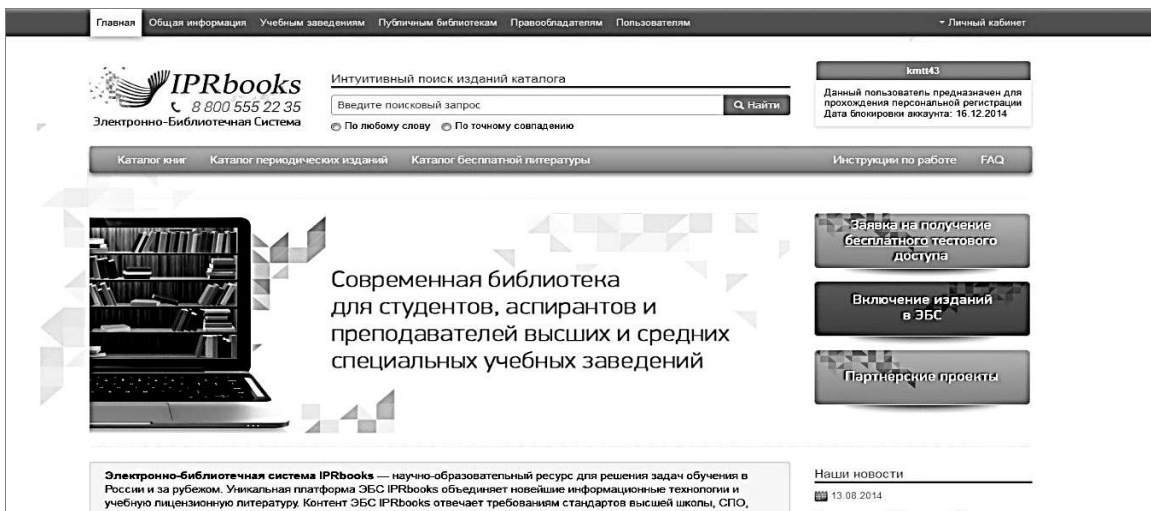 Главная Общая информация Учебным заведениям Публичным библиотекам Правообладателям Пользователям Личный кабинет
IPRbooks
8 800 555 22 35
Электронно-Библиотечная Система
Интуитивный поиск изданий каталога
Введите поисковый запрос Найти
По любому слову По точному совпадению
kmtt43
Данный пользователь предназначен для
прохождения персональной регистрации
Дата блокировки аккаунта: 16.12.2014
Каталог книг Каталог периодических изданий Каталог бесплатной литературы Инструкции по работе FAQ
Современная библиотека
для студентов, аспирантов и
преподавателей высших и средних
специальных учебных заведений
Заявка на получение
бесплатного тестового
доступа
Включение изданий
в ЭБС
Партнёрские проекты
Электронно-библиотечная система IPRbooks — научно-образовательный ресурс для решения задач обучения в
России и за рубежом. Уникальная платформа ЭБС IPRbooks объединяет новейшие информационные технологии и
учебную лицензионную литературу. Контент ЭБС IPRbooks отвечает требованиям стандартов высшей школы, СПО,
Наши новости
13.08.2014